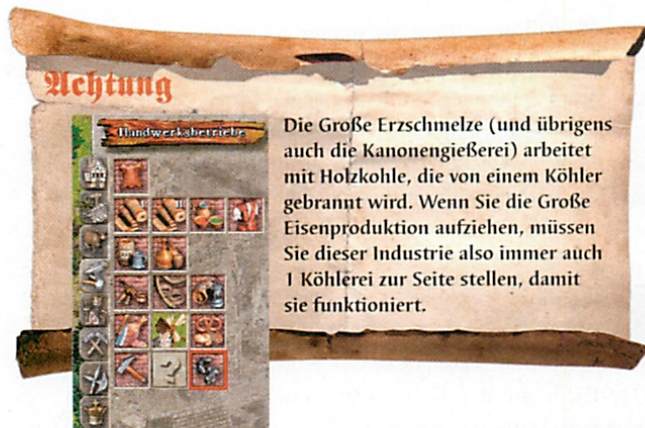 Achtung
Handwerksbetriebe
Die Große Erzschmelze (und übrigens
auch die Kanonengießerei) arbeitet
mit Holzkohle, die von einem Köhler
gebrannt wird. Wenn Sie die Große
Eisenproduktion aufziehen, müssen
Sie dieser Industrie also immer auch
1 Köhlerei zur Seite stellen, damit
sie funktioniert.
?